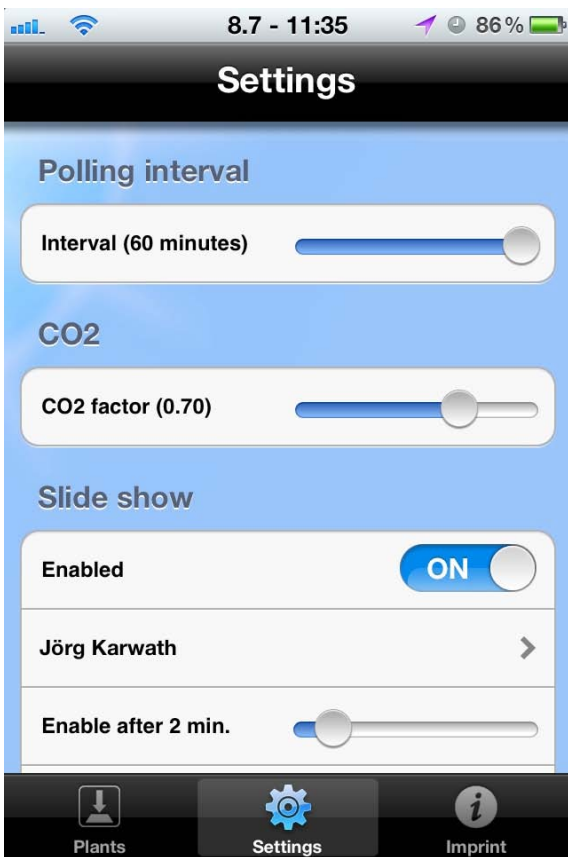 8.7 - 11:35 86%
Settings
Polling interval
Interval (60 minutes)
CO2
CO2 factor (0.70)
Slide show
Enabled ON
Jörg Karwath
Enable after 2 min.
Plants Settings Imprint